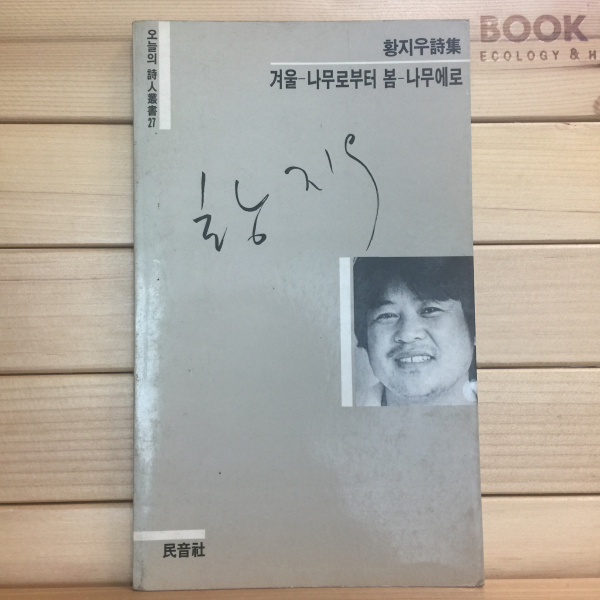 오늘의 詩人叢書 27
BOOK
ECOLOGY & H
황지우詩集
겨울-나무로부터 봄-나무에로
황지우
民音社